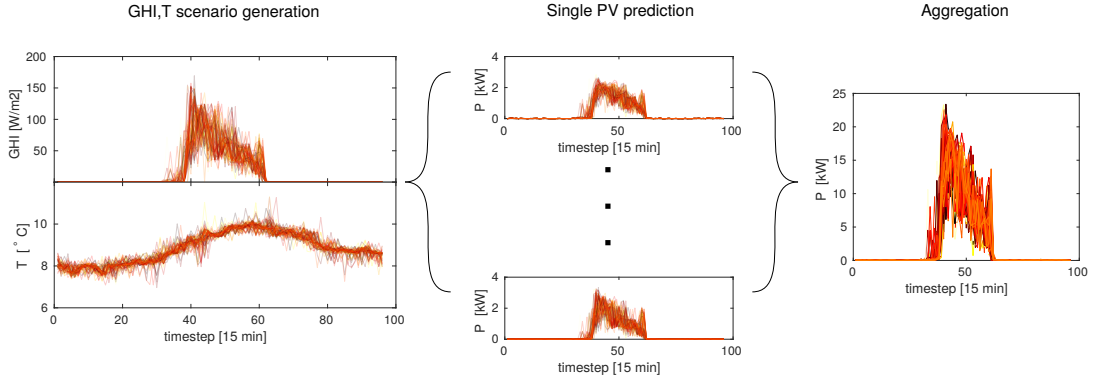 GHI,T scenario generation
Single PV prediction
Aggregation
200
150
100
50
GHI [W/m2]
10
8
6
T [° C]
0 20 40 60 80 100
timestep [15 min]
4
2
0
P [kW]
0 50 100
timestep [15 min]
4
2
0
P [kW]
0 50 100
timestep [15 min]
25
20
15
10
5
0
P [kW]
0 50 100
timestep [15 min]